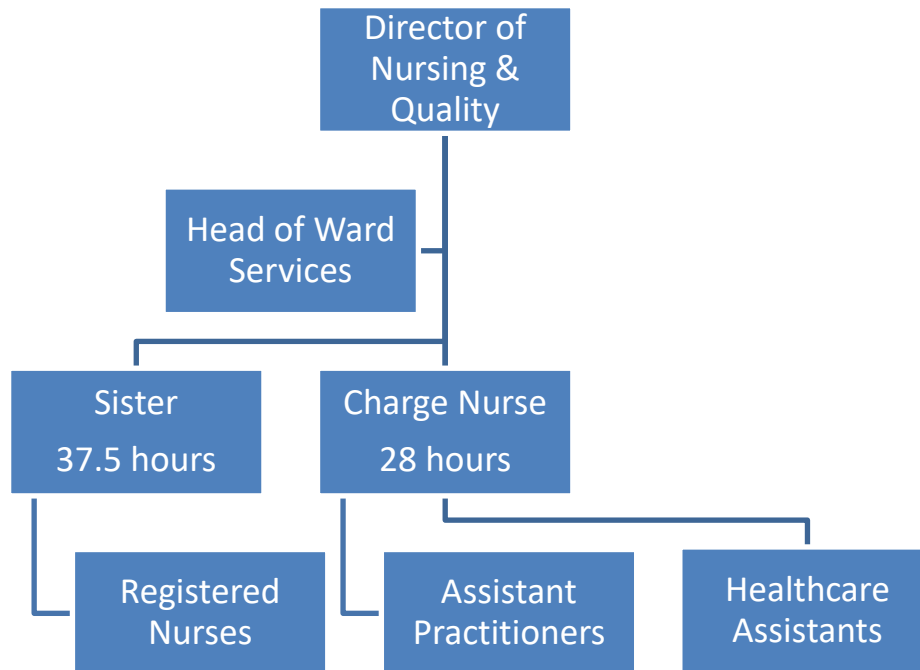 Director of
Nursing &
Quality
Head of Ward
Services
Sister
37.5 hours
Charge Nurse
28 hours
Registered
Nurses
Assistant
Practitioners
Healthcare
Assistants